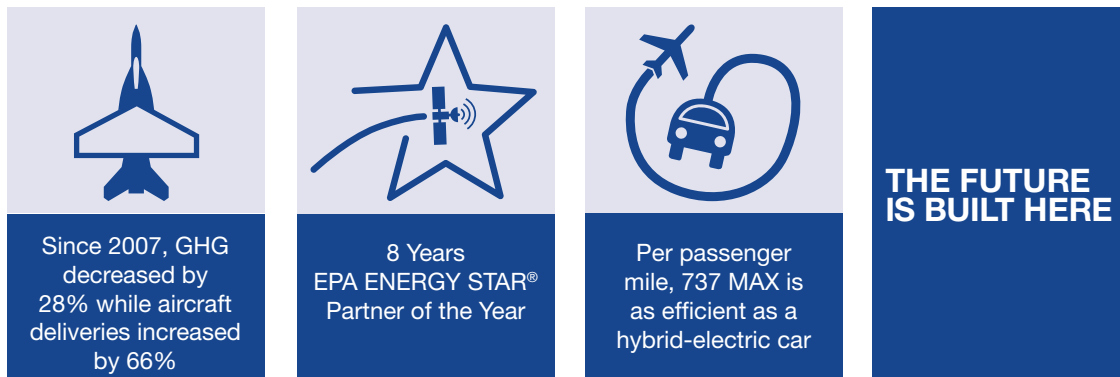 Since 2007, GHG
decreased by
28% while aircraft
deliveries increased
by 66%
8 Years
EPA ENERGY STAR®
Partner of the Year
Per passenger
mile, 737 MAX is
as efficient as a
hybrid-electric car
THE FUTURE
IS BUILT HERE